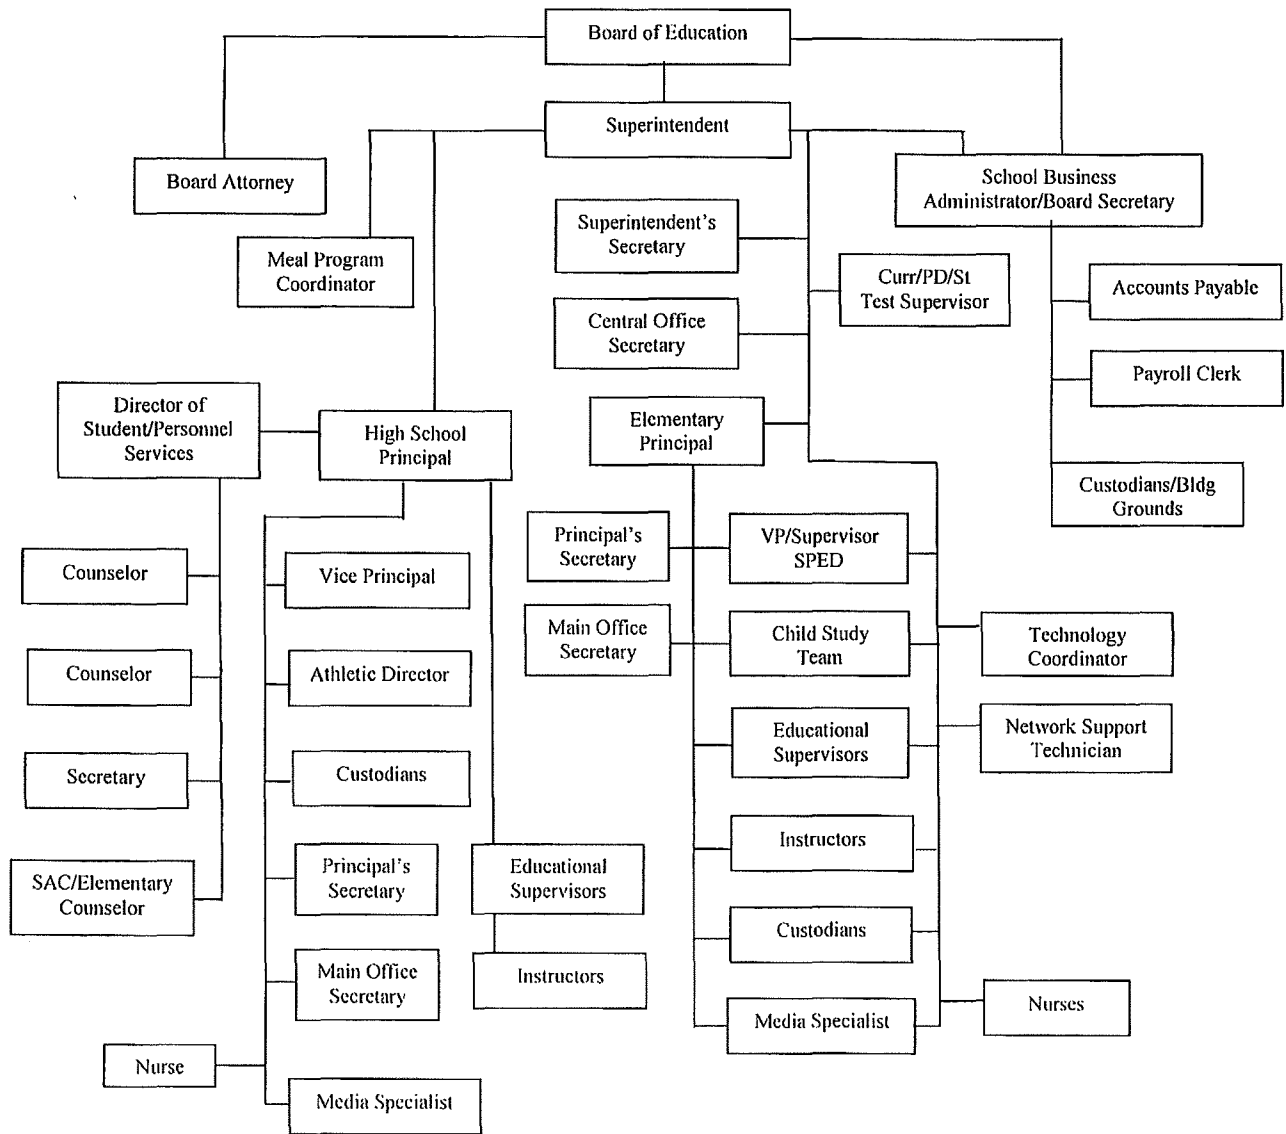 Board of Education
Superintendent
Board Attorney
School Business
Administrator/Board Secretary
Meal Program
Coordinator
Superintendent's
Secretary
Curr/PD/St
Test Supervisor
Accounts Payable
Central Office
Secretary
Payroll Clerk
Director of
Student/Personnel
Services
High School
Principal
Elementary
Principal
Custodians/Bldg
Grounds
Principal's
Secretary
VP/Supervisor
SPED
Counselor
Vice Principal
Main Office
Secretary
Child Study
Team
Technology
Coordinator
Counselor
Athletic Director
Educational
Supervisors
Network Support
Technician
Secretary
Custodians
Instructors
SAC/Elementary
Counselor
Principal's
Secretary
Educational
Supervisors
Custodians
Main Office
Secretary
Instructors
Media Specialist
Nurses
Nurse
Media Specialist